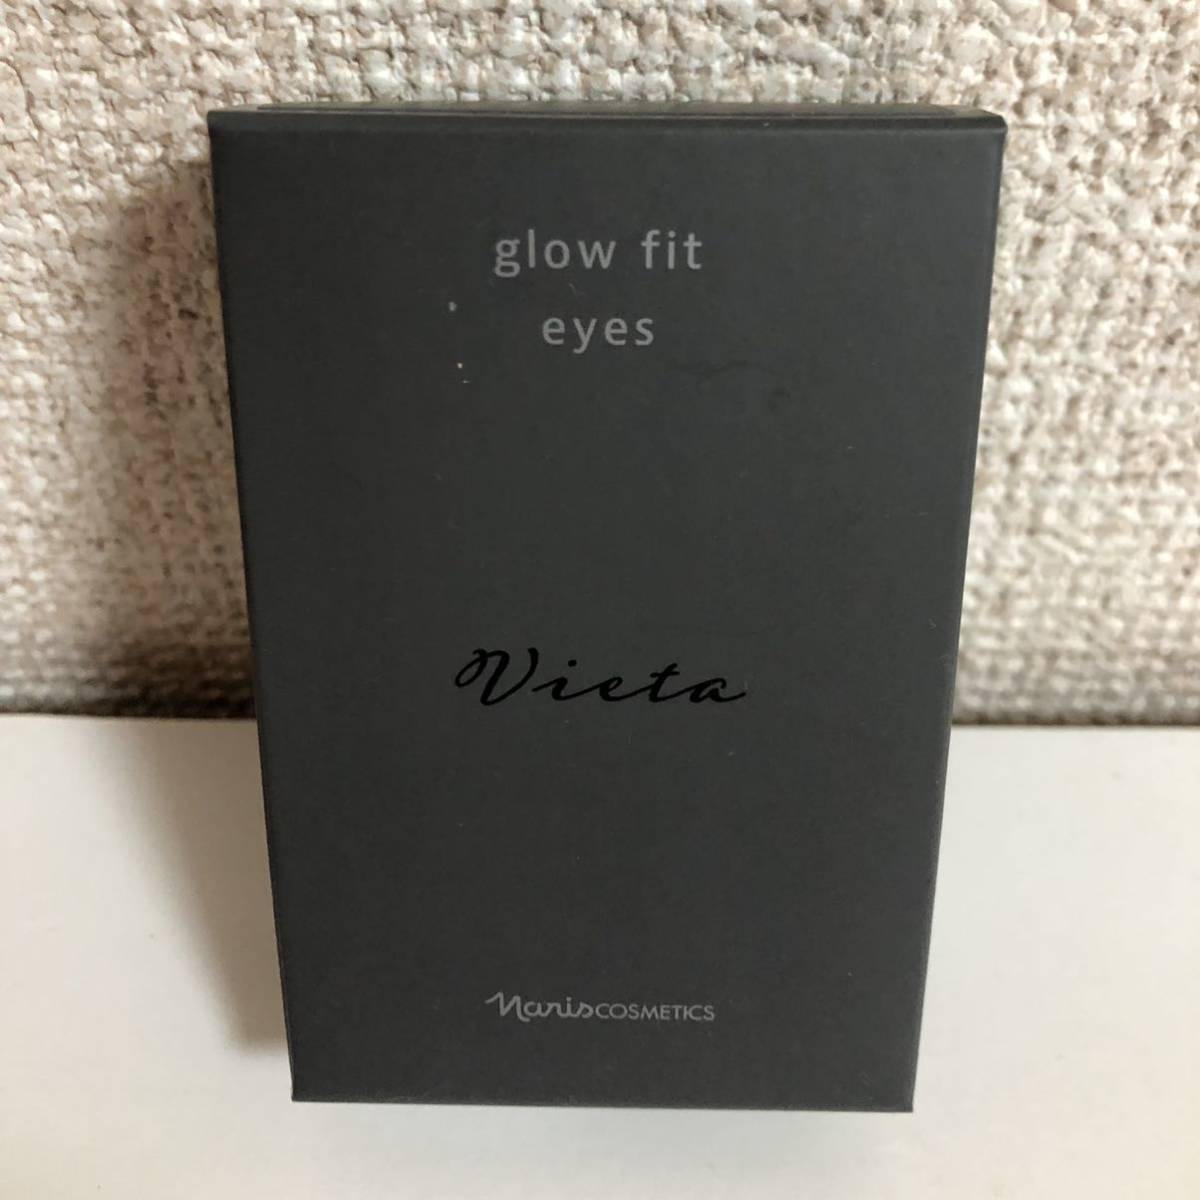 glow fit
eyes
Vieta
Naris COSMETICS